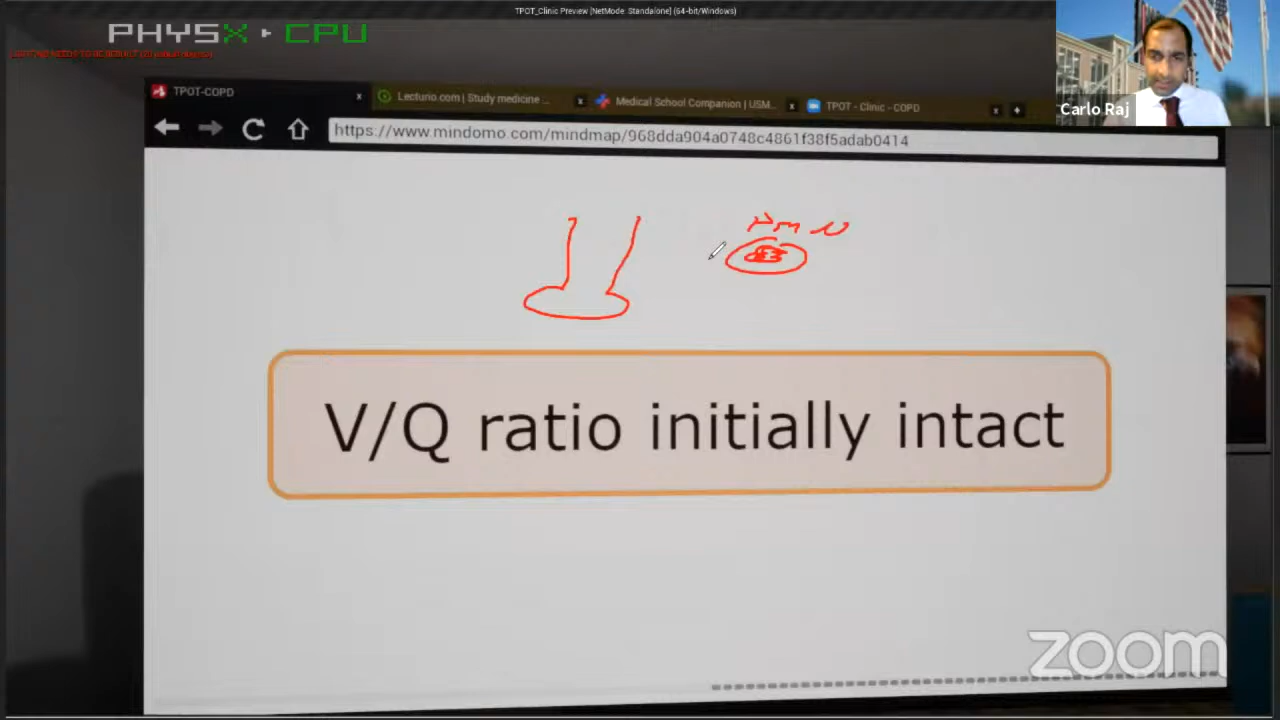 TPOT_Clinic Preview [NetMode: Standalone] (64-bit/Windows)
PHYSX CPU
Carlo Raj
TPOT-COPD x
Lecturio.com | Study medicine ... x
Medical School Companion | USM... x
TPOT - Clinic - COPD x +
https://www.mindomo.com/mindmap/968dda904a0748c4861f38f5adab0414
PMN
V/Q ratio initially intact
zoom